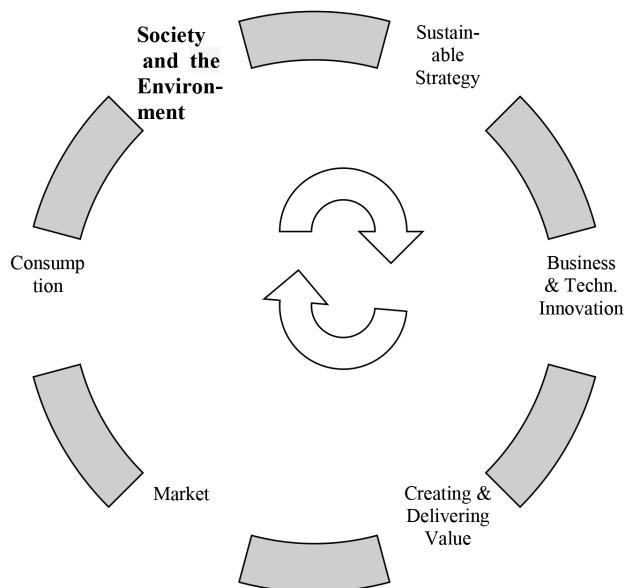 Society
and the
Environ-
ment
Sustain-
able
Strategy
Business
& Techn.
Innovation
Creating &
Delivering
Value
Market
Consump
tion